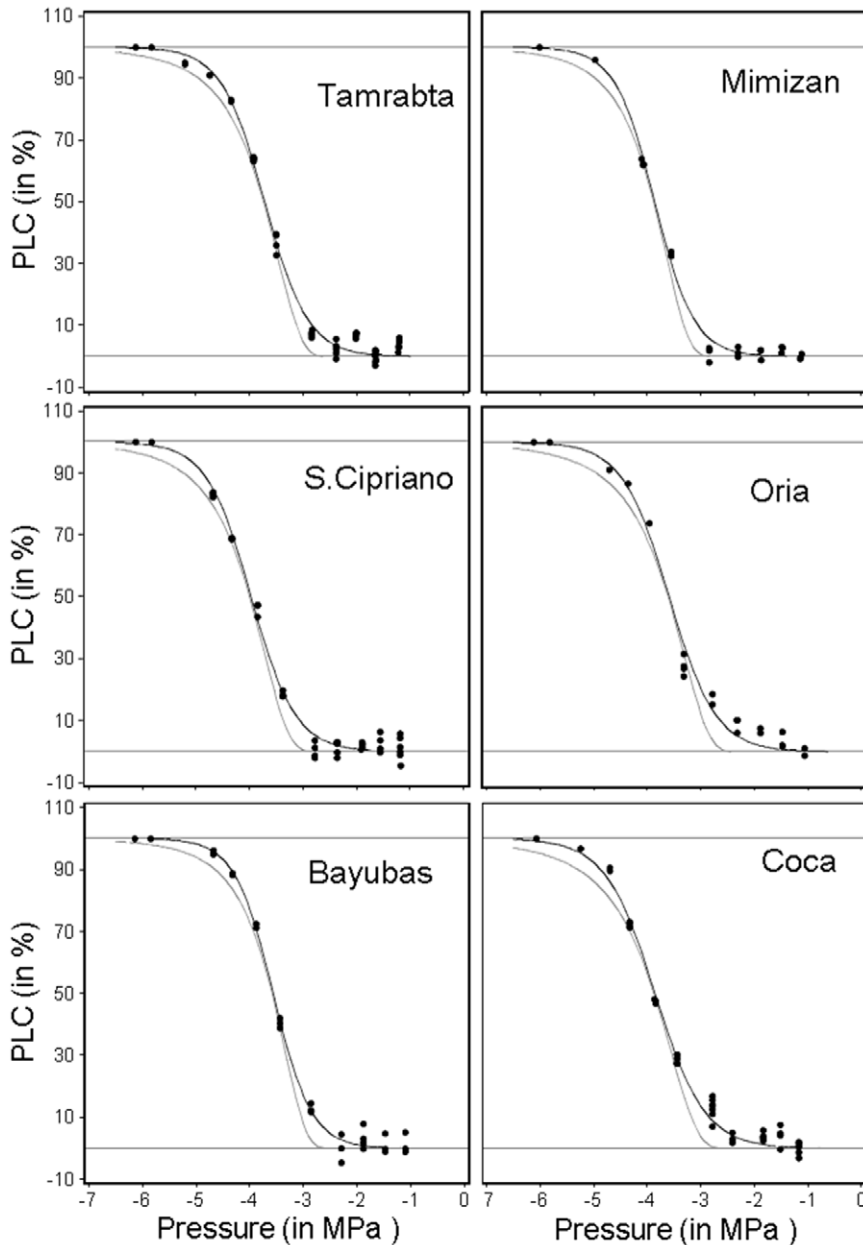 110
90
70
50
30
10
-10
PLC (in %)
Tamrabta
Mimizan
110
90
70
50
30
10
-10
PLC (in %)
S.Cipriano
Oria
110
90
70
50
30
10
-10
PLC (in %)
Bayubas
Coca
-7 -6 -5 -4 -3 -2 -1 0
7 -6 -5 -4 -3 -2 -1 0
Pressure (in MPa )
Pressure (in MPa )